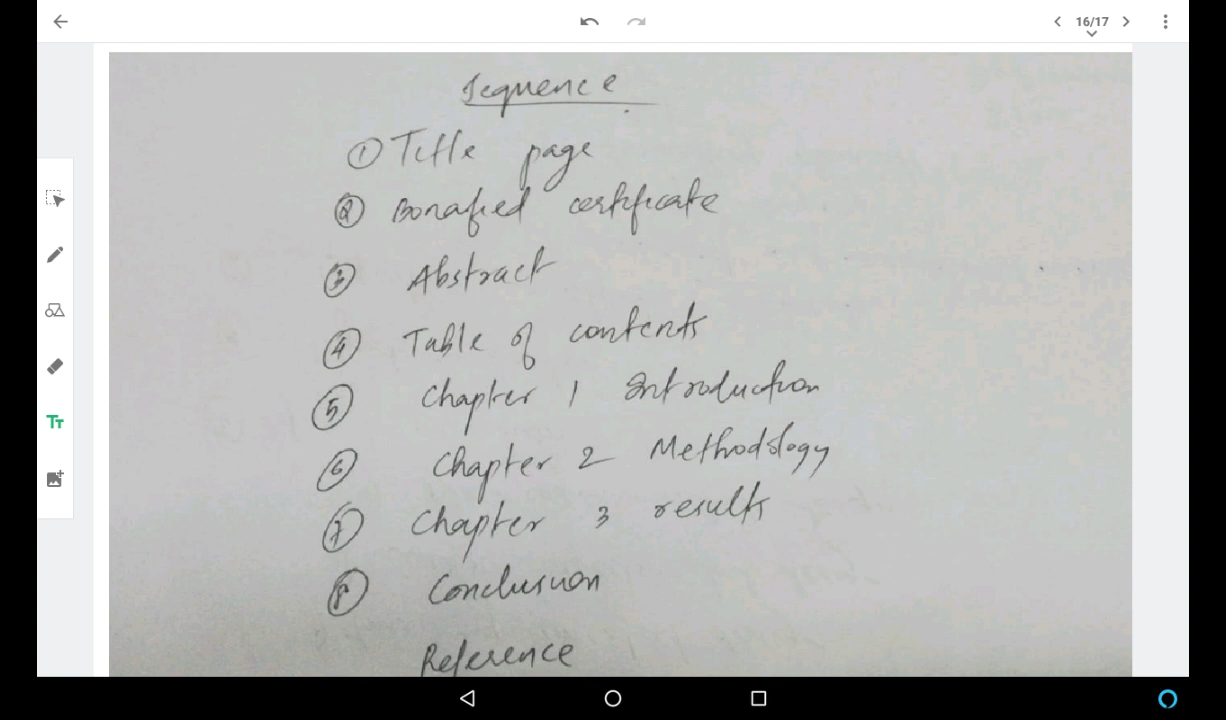 16/17
Sequence
① Title page
② Bonafied certificate
③ Abstract
④ Table of contents
⑤ Chapter 1 Introduction
⑥ Chapter 2 Methodology
⑦ Chapter 3 results
⑧ Conclusion
Reference
TT